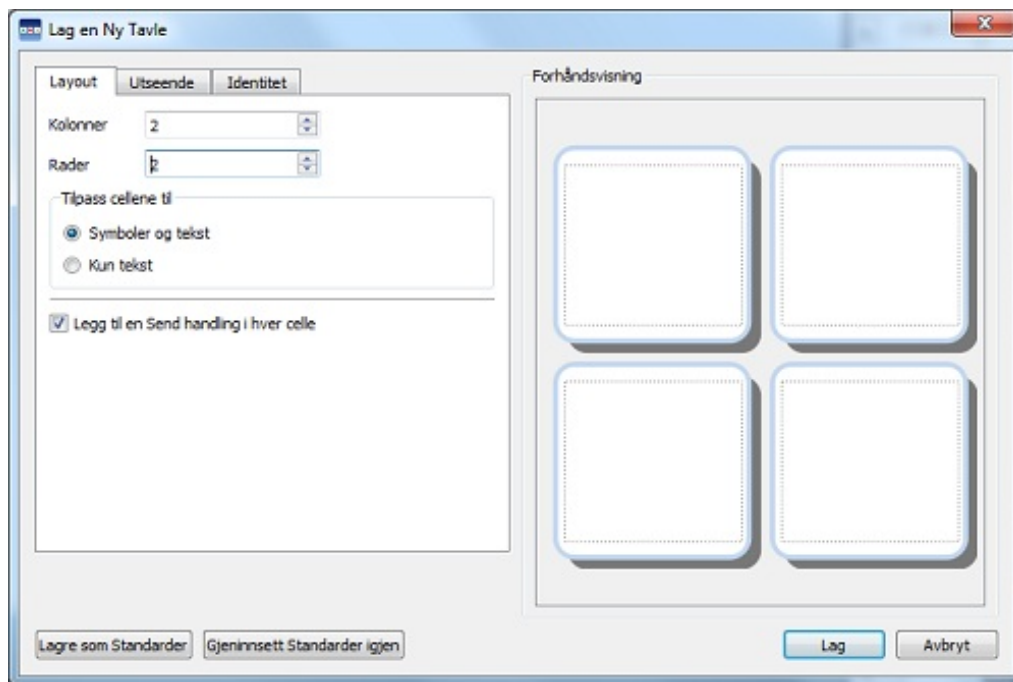 Lag en Ny Tavle
Layout Utseende Identitet
Kolonner 2
Rader 2
Tilpass cellene til
Symboler og tekst
Kun tekst
Legg til en Send handling i hver celle
Forhåndsvisning
Lagre som Standarder Gjeninnsett Standarder igjen Lag Avbryt